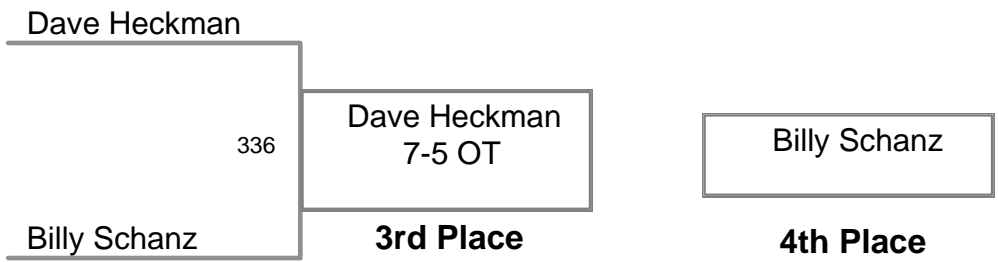 Dave Heckman
336
Dave Heckman
7-5 OT
Billy Schanz
Billy Schanz
3rd Place
4th Place